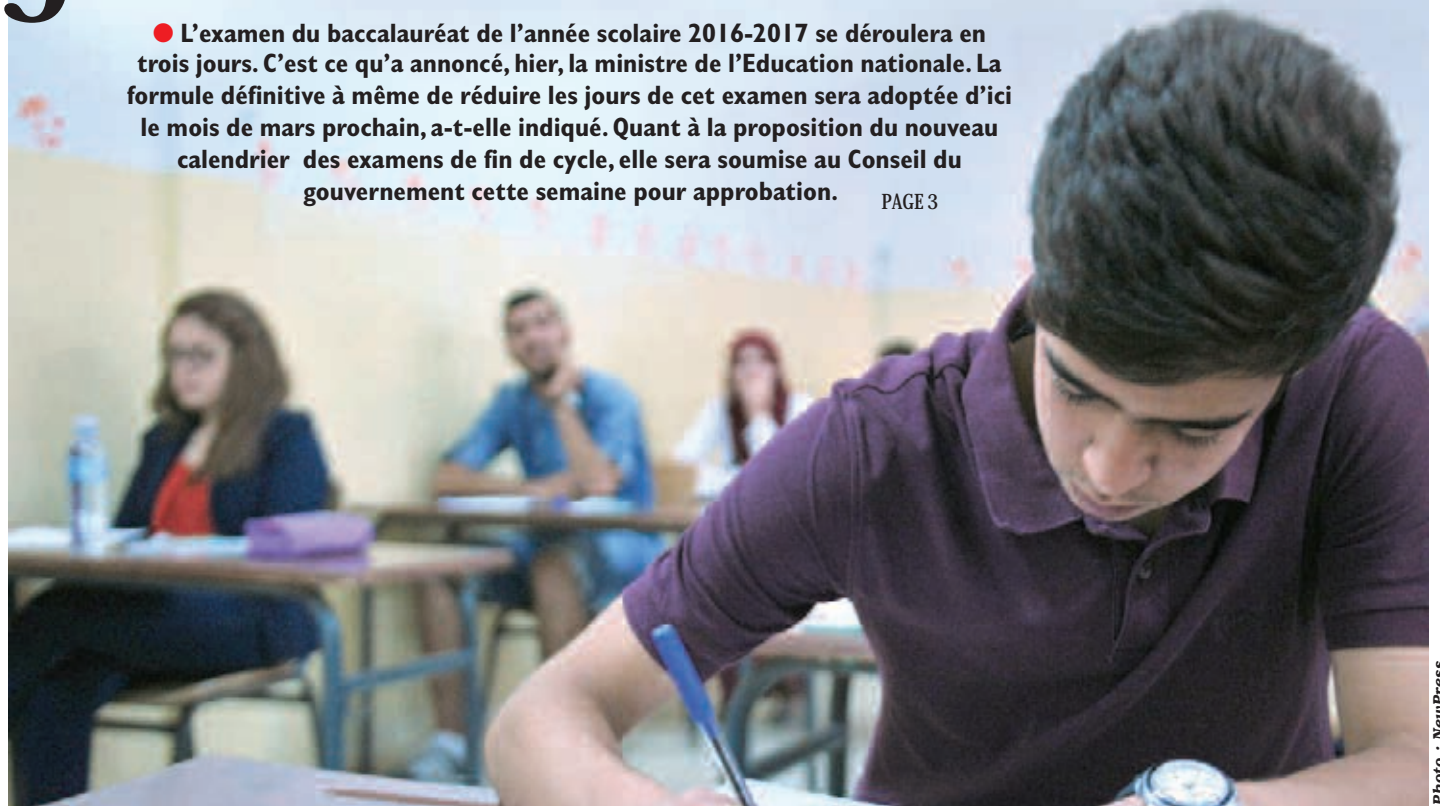 ● L’examen du baccalauréat de l’année scolaire 2016-2017 se déroulera en
trois jours. C’est ce qu’a annoncé, hier, la ministre de l’Education nationale. La
formule définitive à même de réduire les jours de cet examen sera adoptée d’ici
le mois de mars prochain, a-t-elle indiqué. Quant à la proposition du nouveau
calendrier des examens de fin de cycle, elle sera soumise au Conseil du
gouvernement cette semaine pour approbation. PAGE 3
Photo : NewPress